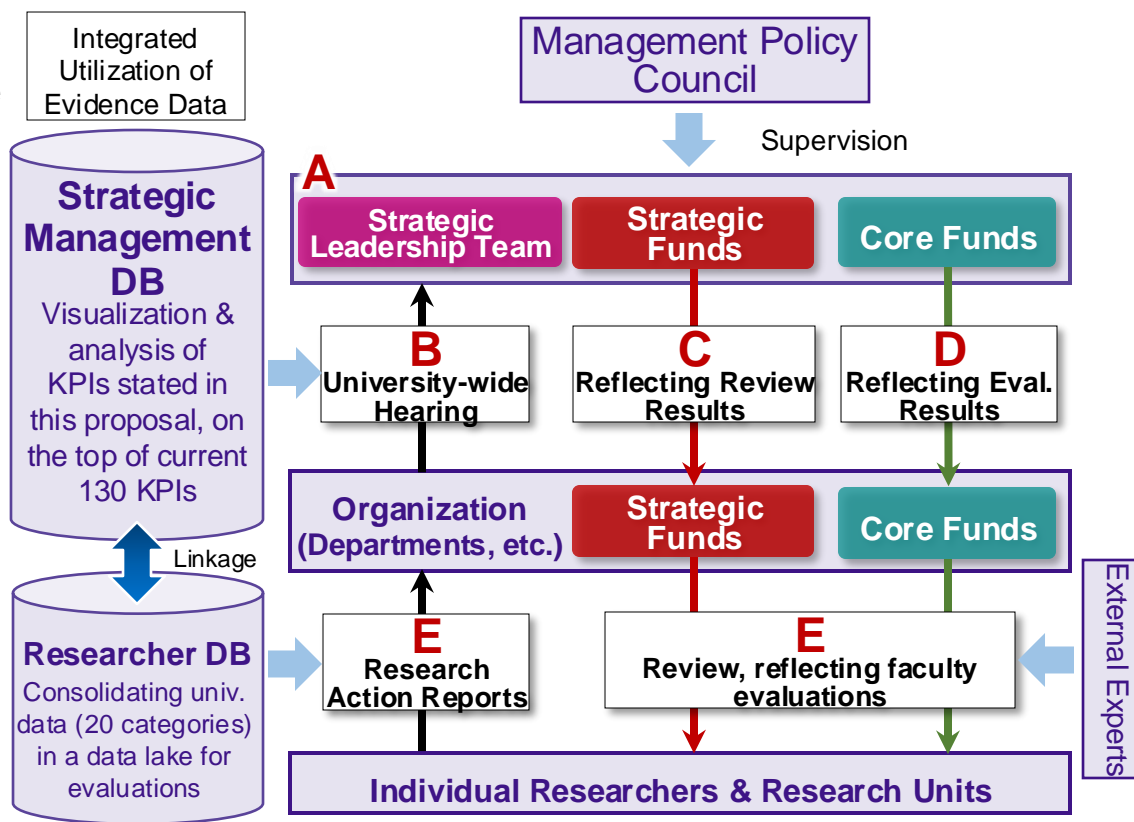 Integrated
Utilization of
Evidence Data
Management Policy
Council
Supervision
Strategic
Management
DB
Visualization &
analysis of
KPIs stated in
this proposal, on
the top of current
130 KPIs
A
Strategic
Leadership Team
Strategic
Funds
Core Funds
B
University-wide
Hearing
C
Reflecting Review
Results
D
Reflecting Eval.
Results
Organization
(Departments, etc.)
Strategic
Funds
Core Funds
Linkage
Researcher DB
Consolidating univ.
data (20 categories)
in a data lake for
evaluations
E
Research
Action Reports
E
Review, reflecting faculty
evaluations
External Experts
Individual Researchers & Research Units